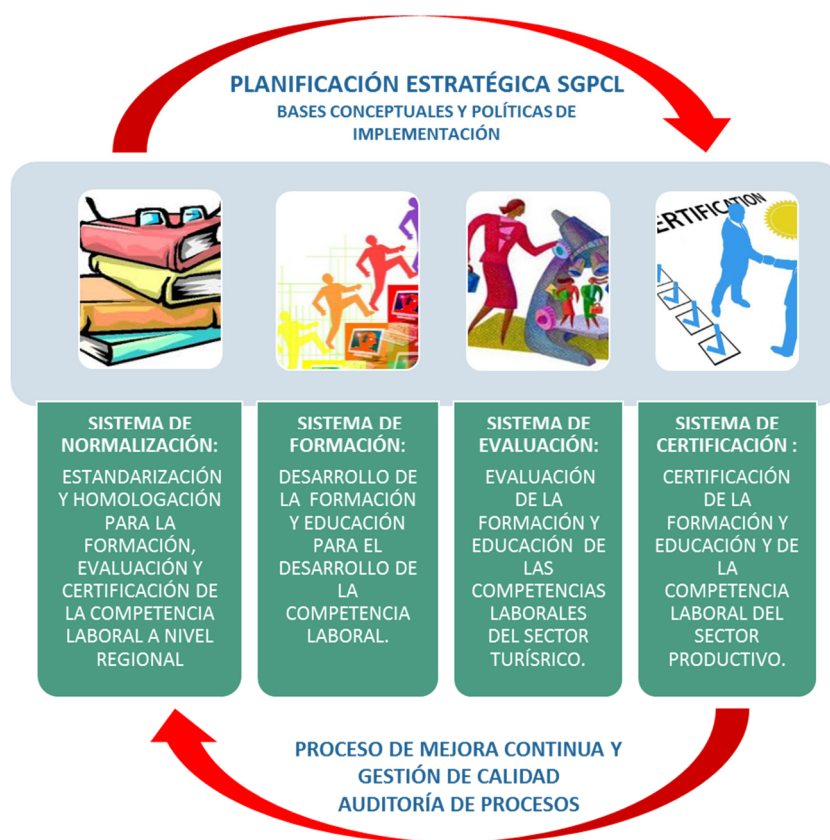 PLANIFICACIÓN ESTRATÉGICA SGPCL
BASES CONCEPTUALES Y POLÍTICAS DE
IMPLEMENTACIÓN
ERTIFICATION
SISTEMA DE
NORMALIZACIÓN:
ESTANDARIZACIÓN
Y HOMOLOGACIÓN
PARA LA
FORMACIÓN,
EVALUACIÓN Y
CERTIFICACIÓN DE
LA COMPETENCIA
LABORAL A NIVEL
REGIONAL
SISTEMA DE
FORMACIÓN:
DESARROLLO DE
LA FORMACIÓN
Y EDUCACIÓN
PARA EL
DESARROLLO DE
LA
COMPETENCIA
LABORAL.
SISTEMA DE
EVALUACIÓN:
EVALUACIÓN
DE LA
FORMACIÓN Y
EDUCACIÓN DE
LAS
COMPETENCIAS
LABORALES
DEL SECTOR
TURÍSRICO.
SISTEMA DE
CERTIFICACIÓN :
CERTIFICACIÓN
DE LA
FORMACIÓN Y
EDUCACIÓN Y DE
LA
COMPETENCIA
LABORAL DEL
SECTOR
PRODUCTIVO.
PROCESO DE MEJORA CONTINUA Y
GESTIÓN DE CALIDAD
AUDITORÍA DE PROCESOS